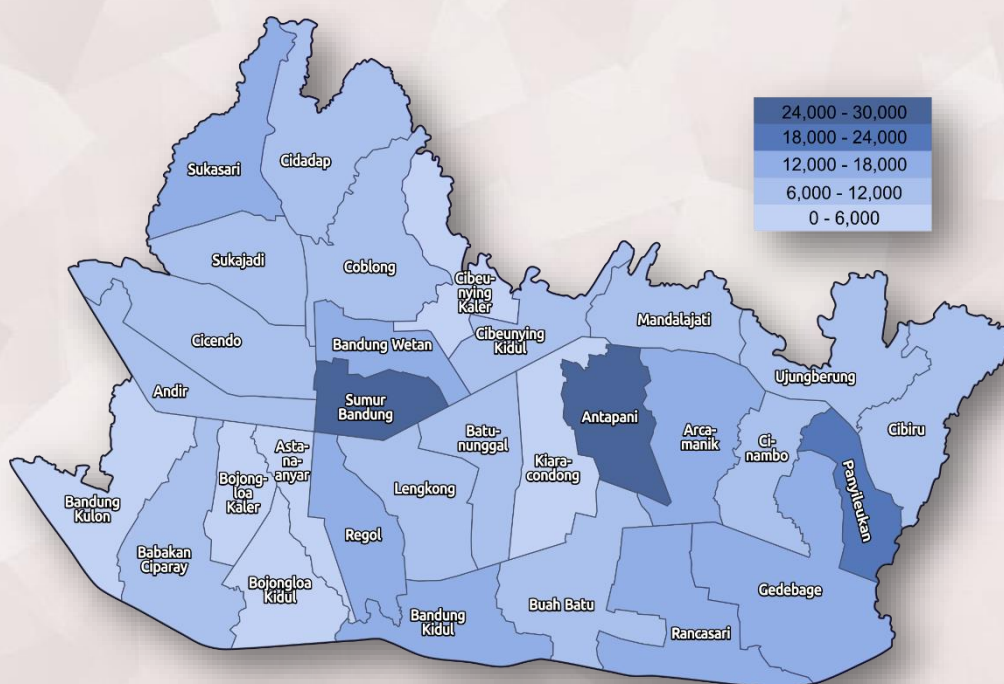 24,000 - 30,000
18,000 - 24,000
12,000 - 18,000
6,000 - 12,000
0 - 6,000
Sukasari
Cidadap
Sukajadi
Coblong
Cibeu-
nying
Kaler
Cibeunying
Kidul
Mandalajati
Cicendo
Bandung Wetan
Ujungberung
Andir
Sumur
Bandung
Antapani
Arca-
manik
Ci-
nambo
Cibiru
Batu-
nunggal
Asta-
na-
anyar
Bojong-
loa
Kaler
Lengkong
Kiara-
condong
Panyileukan
Bandung
Kulon
Babakan
Ciparay
Regol
Bojongloa
Kidul
Bandung
Kidul
Buah Batu
Gedebage
Rancasari